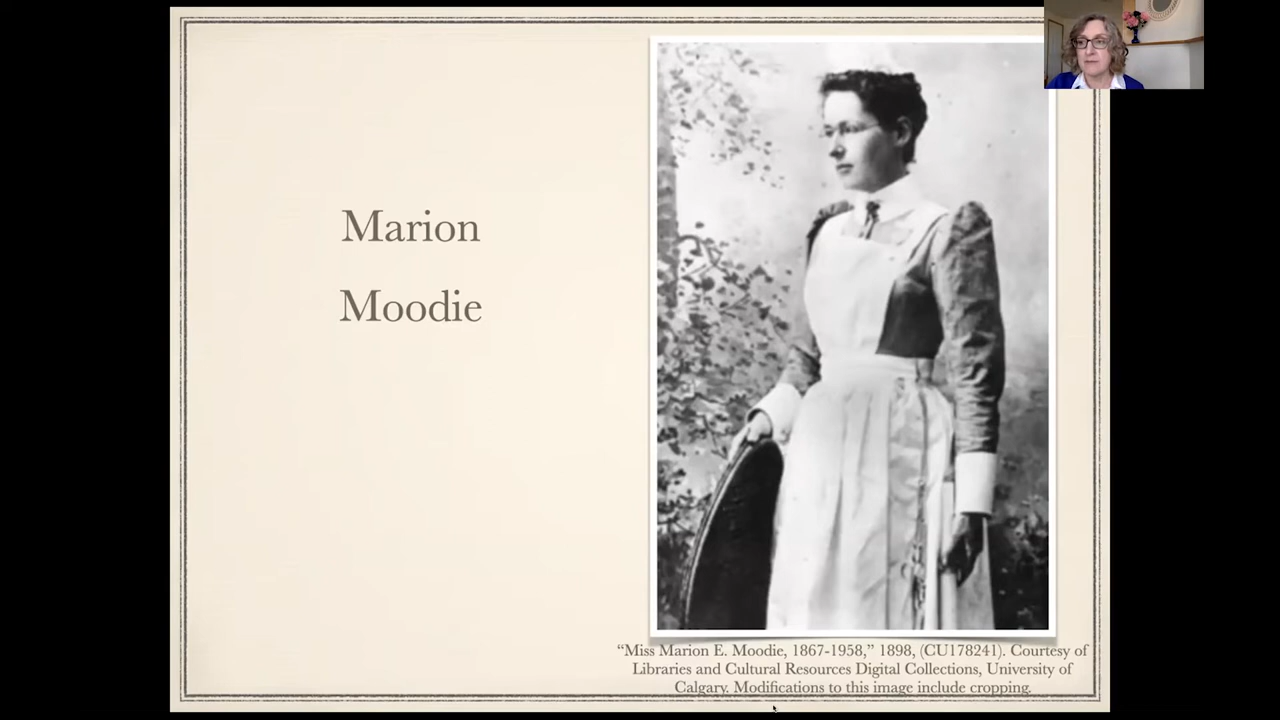 Marion
Moodie
“Miss Marion E. Moodie, 1867-1958,” 1898, (CU178241). Courtesy of
Libraries and Cultural Resources Digital Collections, University of
Calgary. Modifications to this image include cropping.